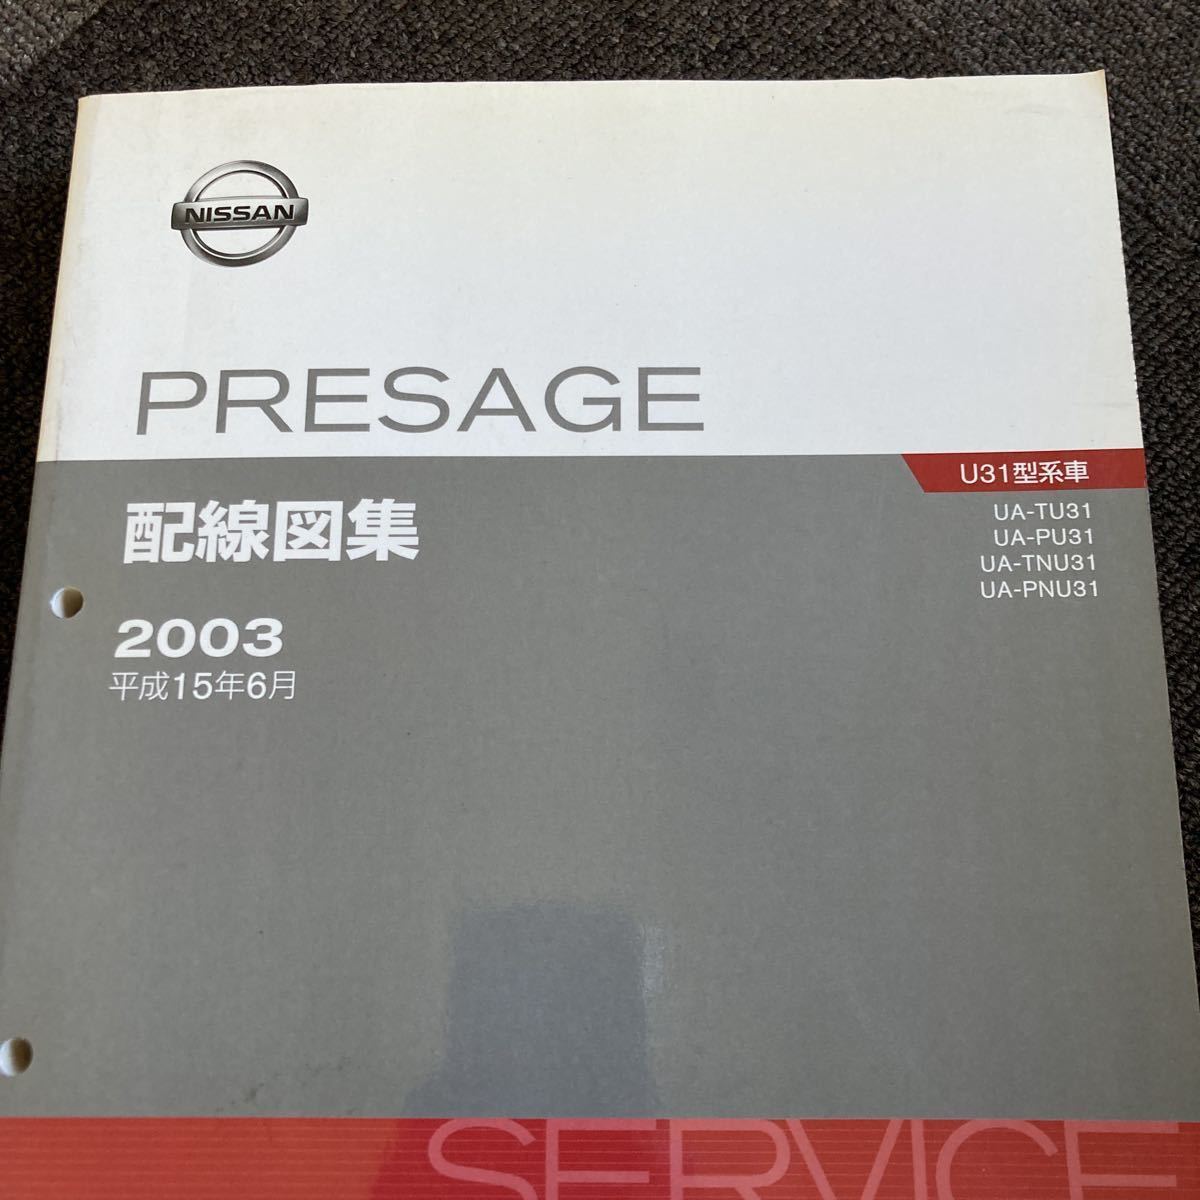 NISSAN
PRESAGE
U31型系車
UA-TU31
UA-PU31
UA-TNU31
UA-PNU31
配線図集
2003
平成15年6月
SERVICE